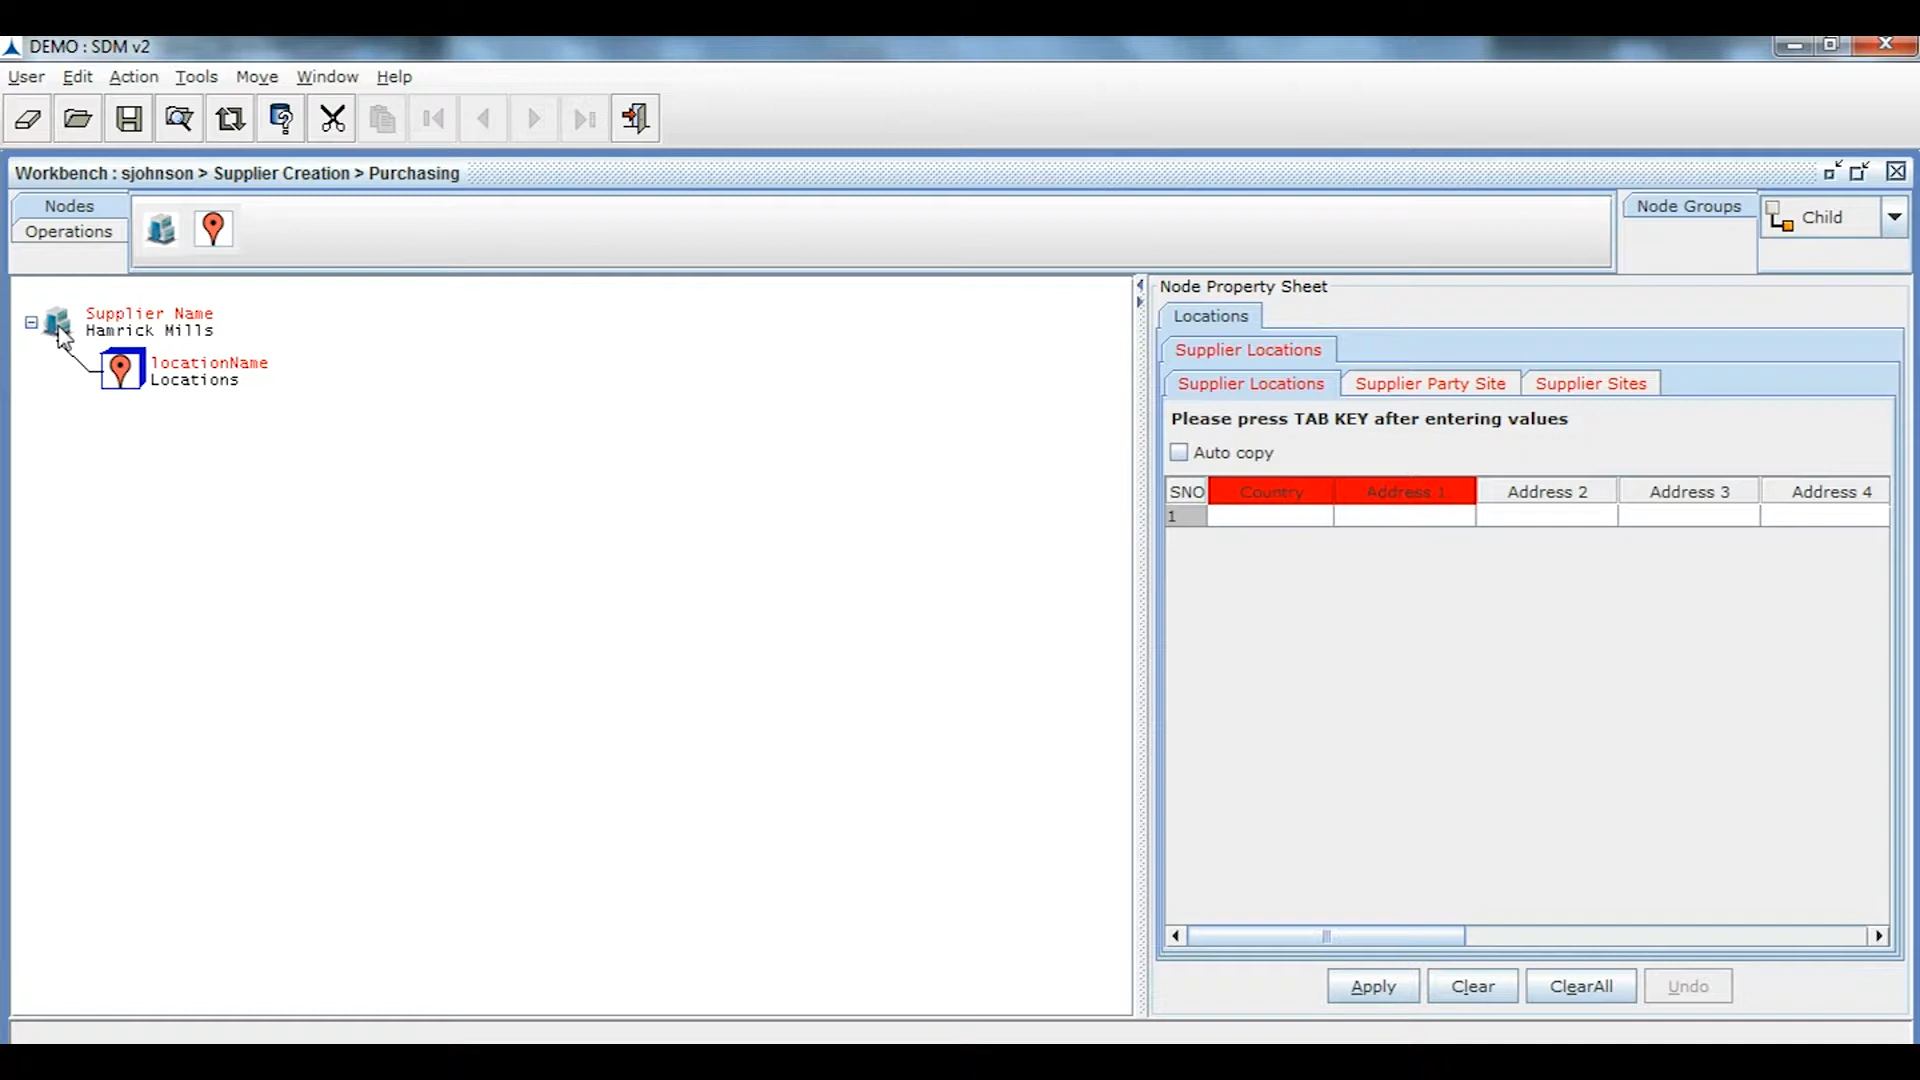 DEMO : SDM v2
User Edit Action Tools Move Window Help
Workbench : sjohnson > Supplier Creation > Purchasing
Nodes
Operations
Node Groups
Child
Supplier Name
Hamrick Mills
locationName
Locations
Node Property Sheet
Locations
Supplier Locations
Supplier Locations Supplier Party Site Supplier Sites
Please press TAB KEY after entering values
Auto copy
SNO Country Address 1 Address 2 Address 3 Address 4
1
Apply Clear ClearAll Undo